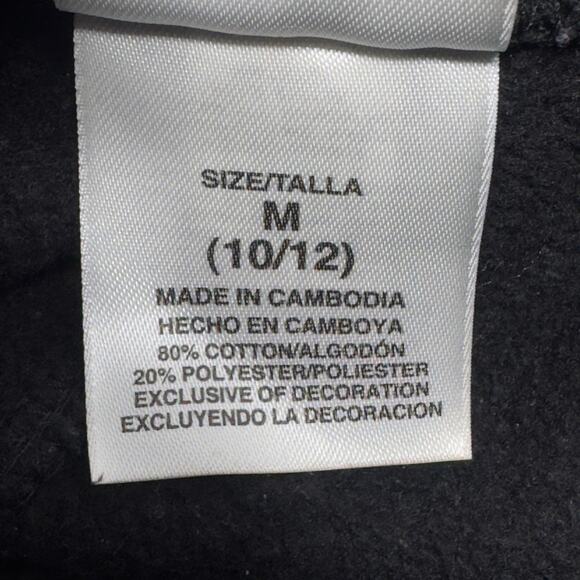 SIZE/TALLA
M
(10/12)
MADE IN CAMBODIA
HECHO EN CAMBOYA
80% COTTON/ALGODÓN
20% POLYESTER/POLIESTER
EXCLUSIVE OF DECORATION
EXCLUYENDO LA DECORACION